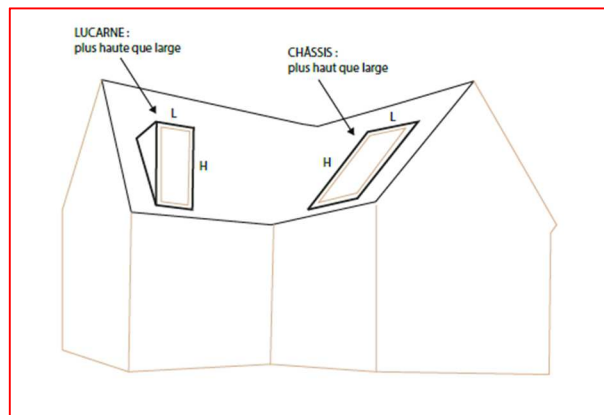 LUCARNE :
plus haute que large
CHÂSSIS :
plus haut que large
L
H
L
H